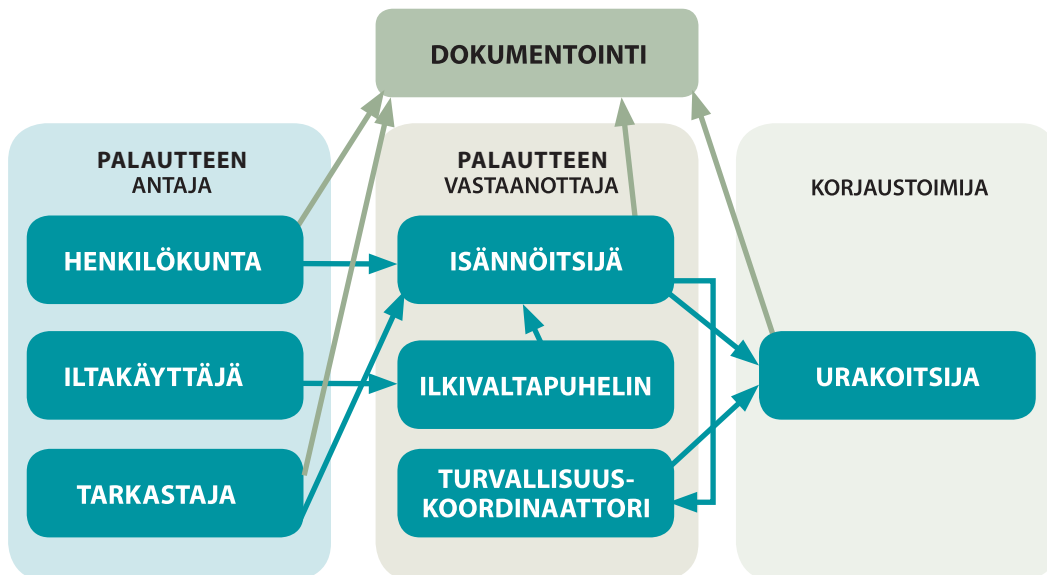 DOKUMENTOINTI
PALAUTTEEN
ANTAJA
HENKILÖKUNTA
ILTAKÄYTTÄJÄ
TARKASTAJA
PALAUTTEEN
VASTAANOTTAJA
ISÄNNÖITSIJÄ
ILKIVALTAPUHELIN
TURVALLISUUS-
KOORDINAATTORI
KORJAUSTOIMIJA
URAKOITSIJA